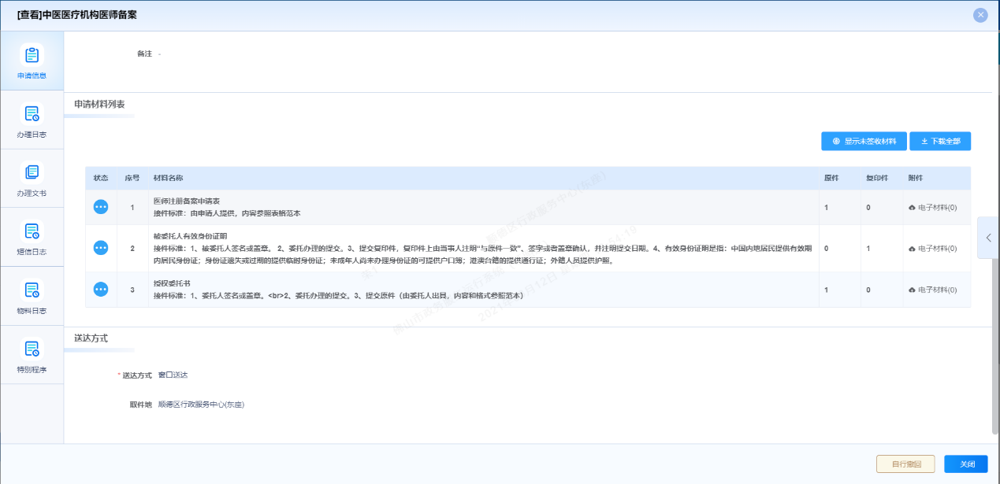 [查看]中医医疗机构医师备案
申请信息
办理日志
办理文书
短信日志
物料日志
特别程序
备注 -
申请材料列表
显示未签收材料 下载全部
状态 序号 材料名称 原件 复印件 附件
1 医师注册备案申请表
接件标准：由申请人提供，内容参照表格范本 1 0 电子材料(0)
2 被委托人有效身份证明
接件标准：1、被委托人签名或盖章。 2、委托办理的提交。3、提交复印件，复印件上由当事人注明“与原件一致”、签字或者盖章确认，并注明提交日期。4、有效身份证明是指：中国内地居民提供有效期 0 1 电子材料(0)
内居民身份证；身份证遗失或过期的提供临时身份证；未成年人尚未办理身份证的可提供户口簿；港澳台籍的提供通行证；外籍人员提供护照。
3 授权委托书
接件标准：1、委托人签名或盖章。<br>2、委托办理的提交。3、提交原件（由委托人出具，内容和格式参照范本） 1 0 电子材料(0)
送达方式
* 送达方式 窗口送达
取件地 顺德区行政服务中心(东座)
自行撤回 关闭